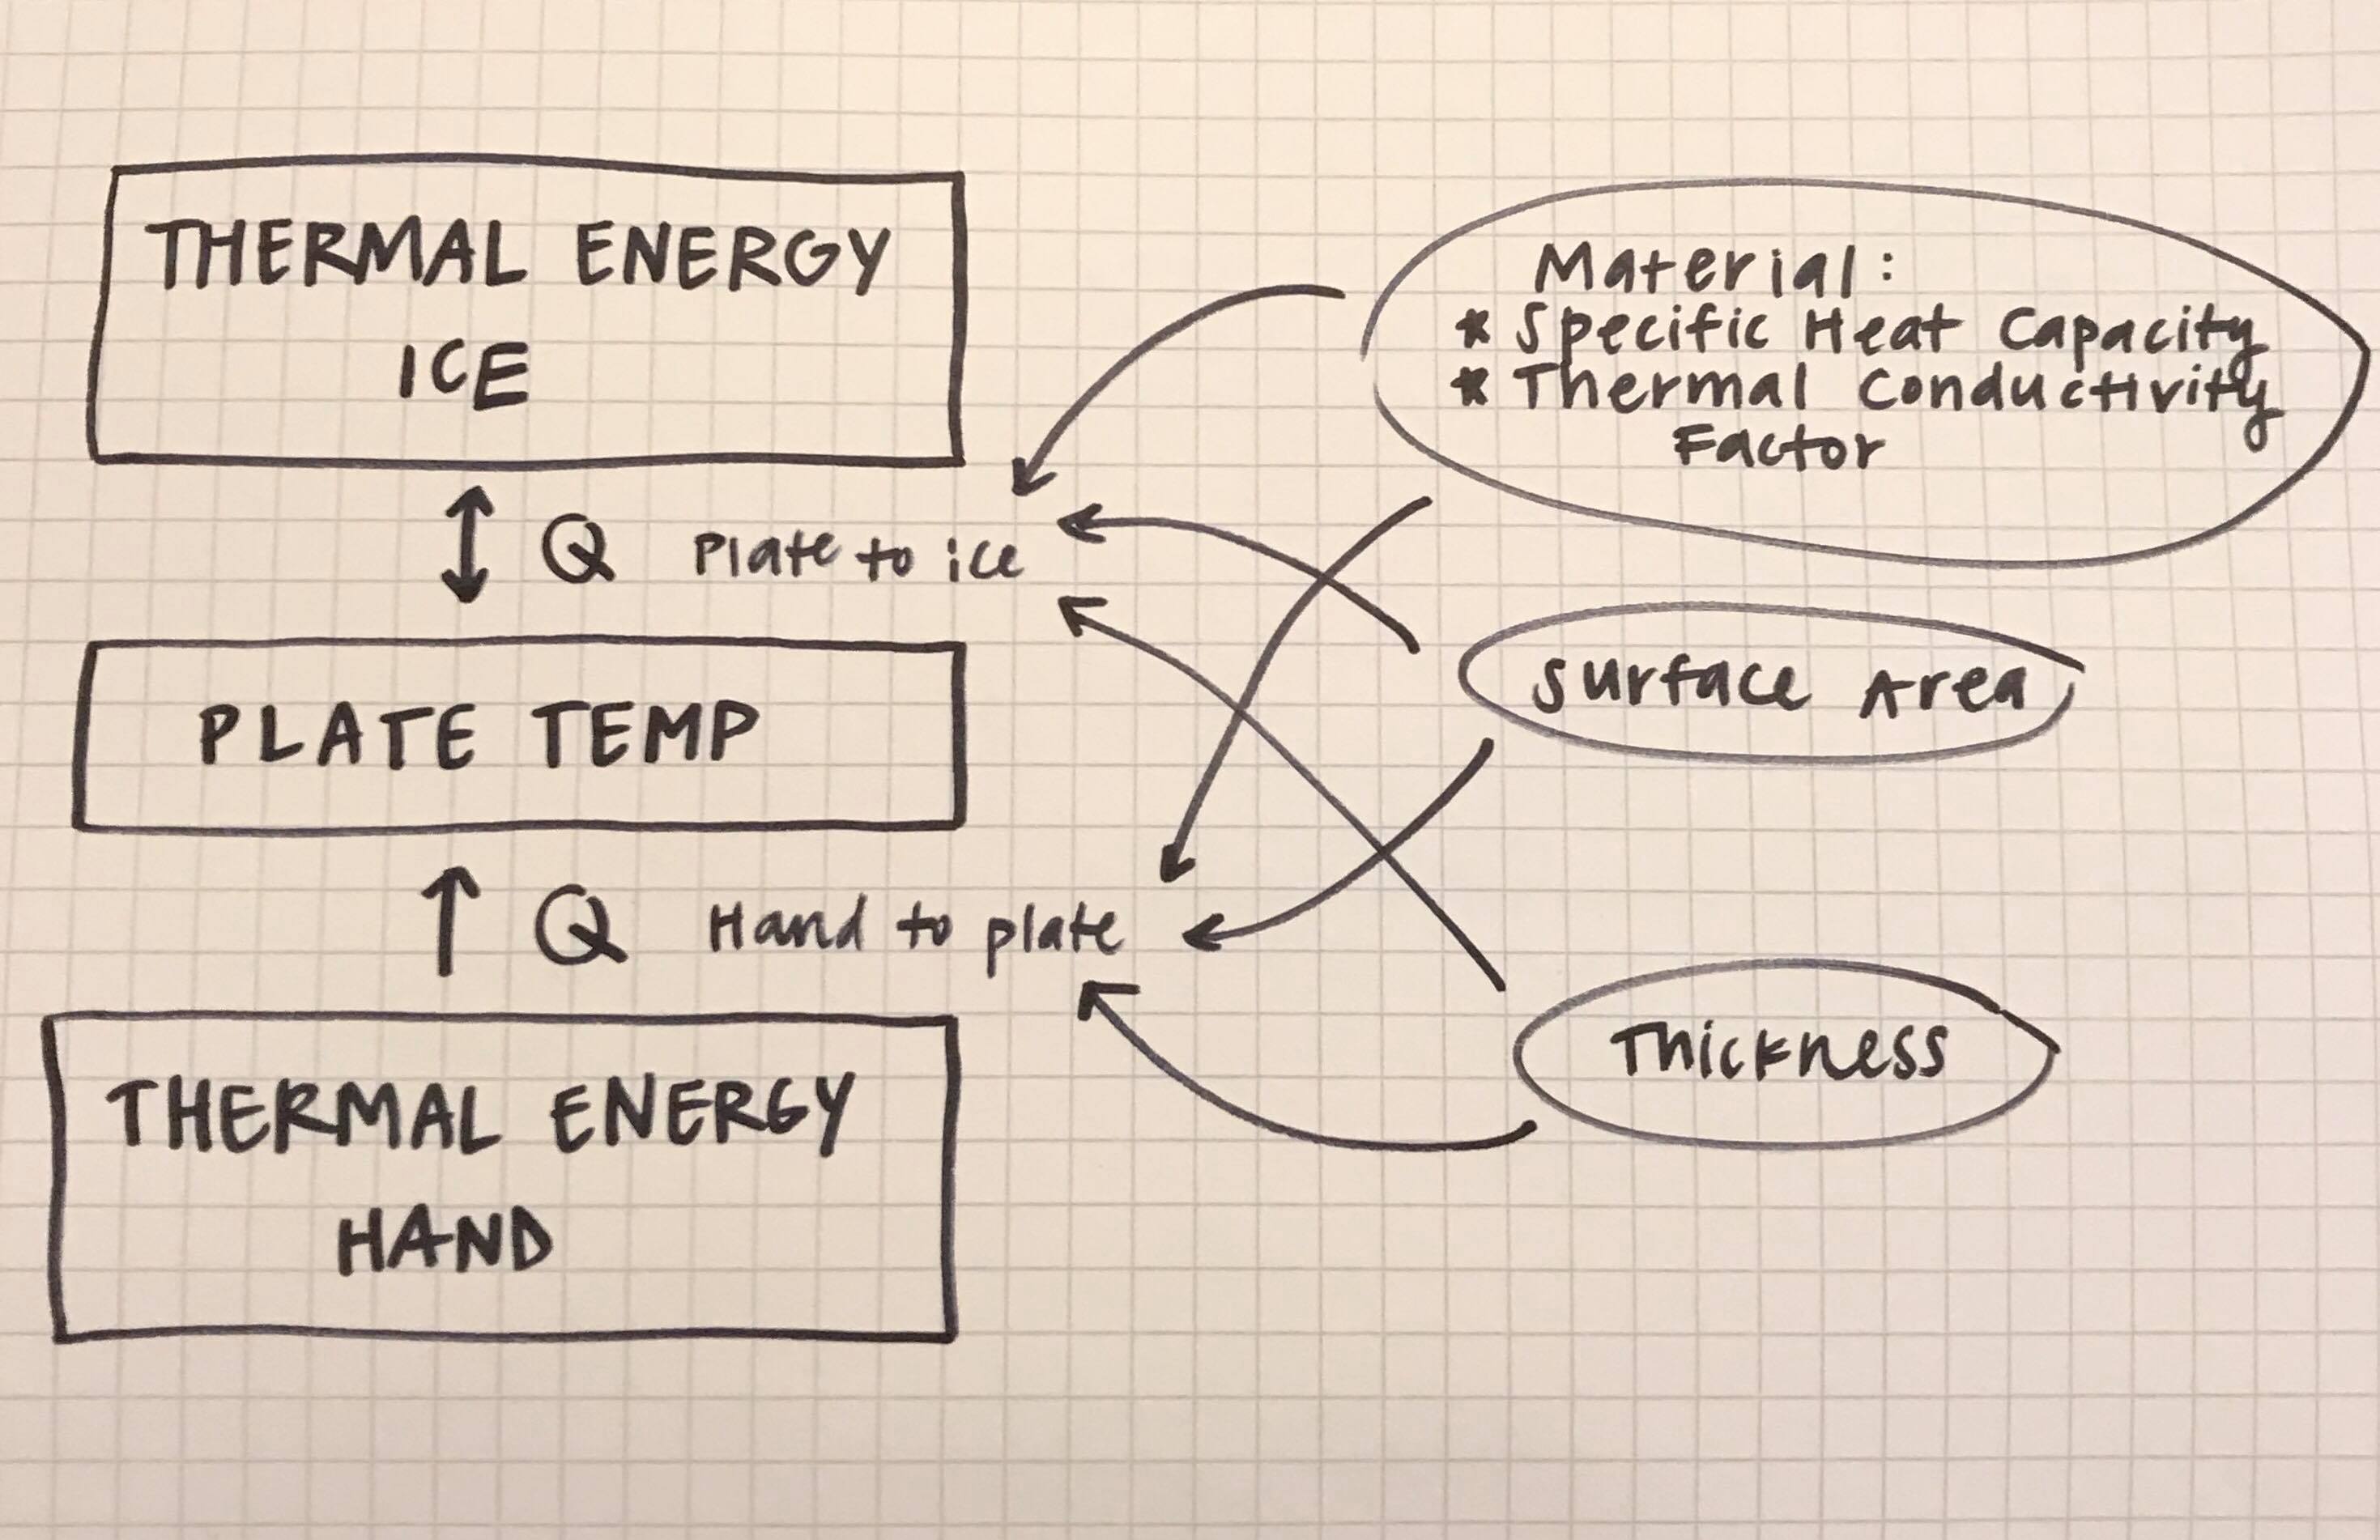 THERMAL ENERGY
ICE
Q Plate to ice
PLATE TEMP
Q Hand to plate
THERMAL ENERGY
HAND
Material:
* Specific Heat Capacity
* Thermal Conductivity
Factor
Surface Area
Thickness